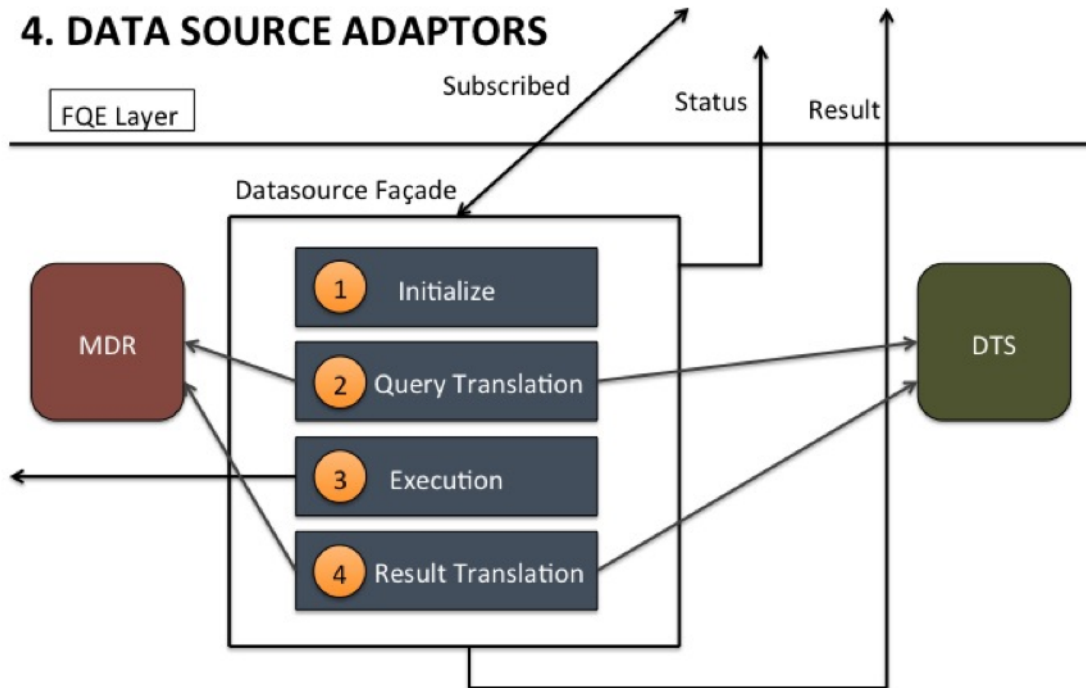 4. DATA SOURCE ADAPTORS
Subscribed
Status
Result
FQE Layer
Datasource Façade
1 Initialize
MDR
DTS
2 Query Translation
3 Execution
4 Result Translation